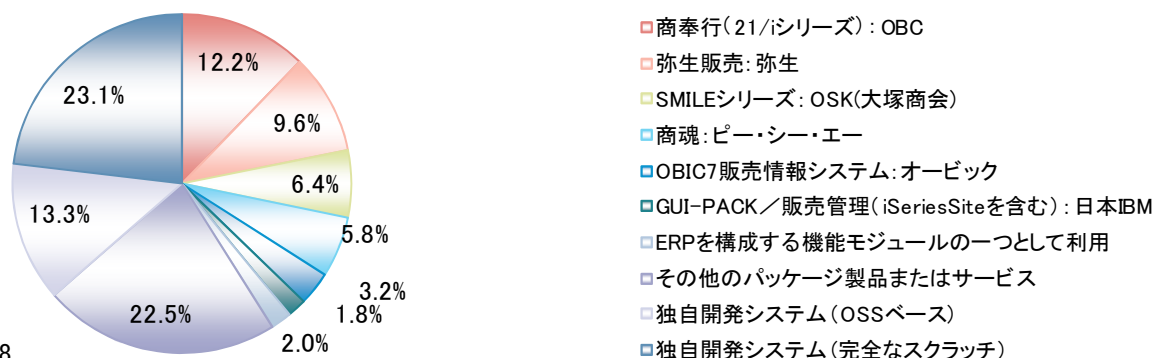 12.2%
9.6%
6.4%
5.8%
3.2%
1.8%
2.0%
22.5%
13.3%
23.1%
8
商奉行(21/iシリーズ):OBC
弥生販売:弥生
SMILEシリーズ:OSK(大塚商会)
商魂:ピー・シー・エー
OBIC7販売情報システム:オービック
GUI-PACK/販売管理(iSeriesSiteを含む):日本IBM
ERPを構成する機能モジュールの一つとして利用
その他のパッケージ製品またはサービス
独自開発システム(OSSベース)
独自開発システム(完全なスクラッチ)